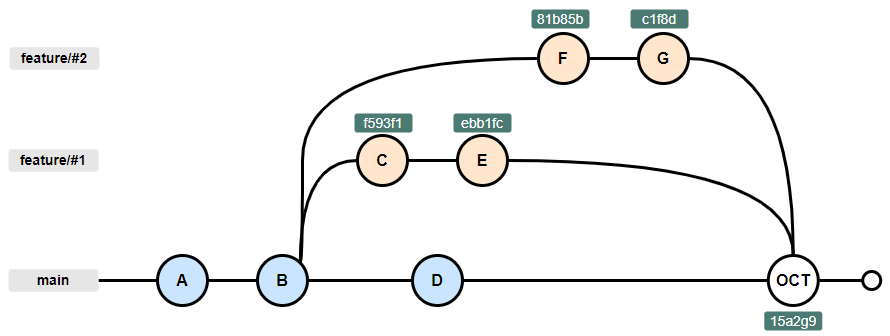 81b85b
c1f8d
feature/#2
F
G
f593f1
ebb1fc
feature/#1
C
E
main
A
B
D
OCT
15a2g9